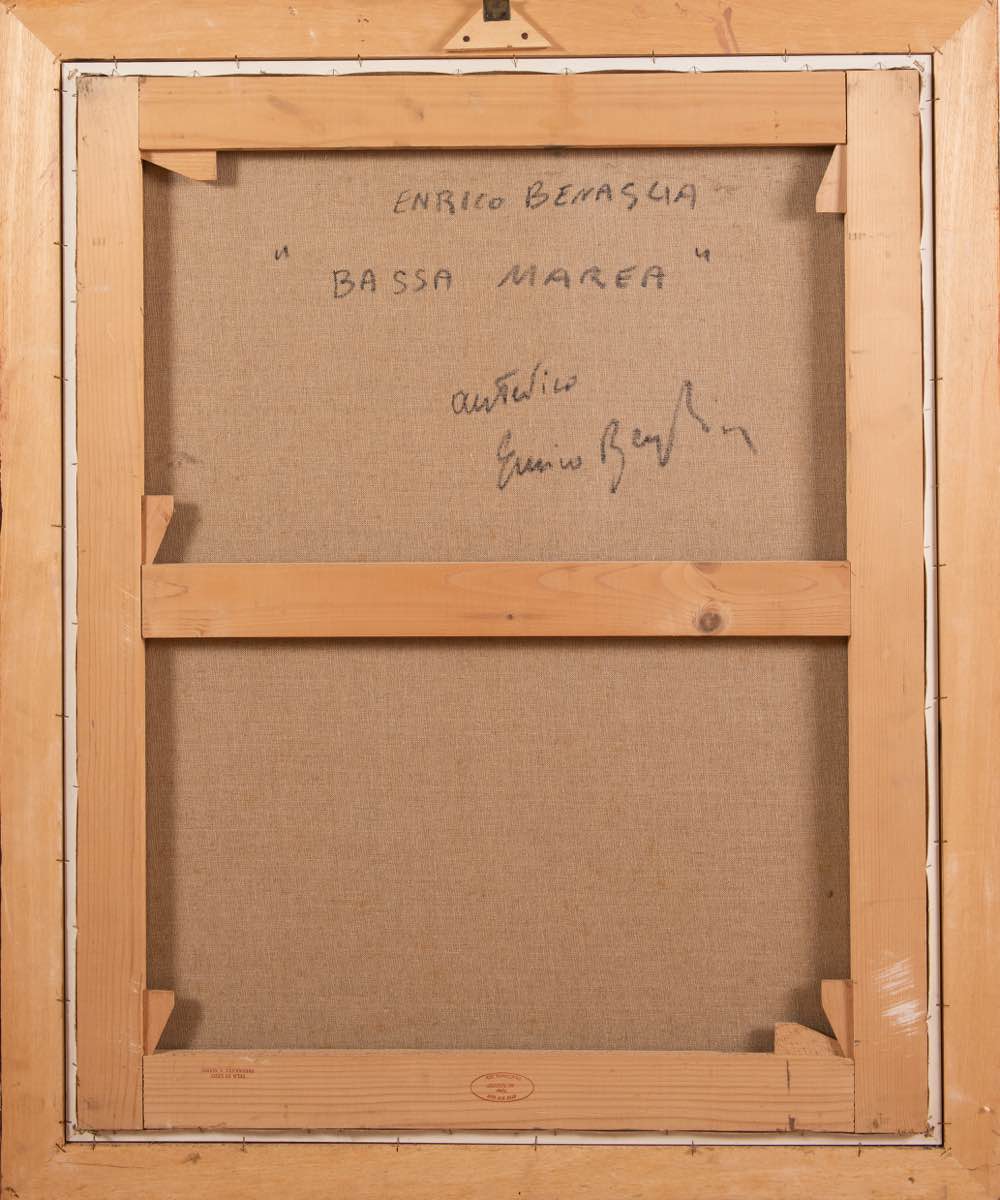 ENRICO BENAGLIA
" BASSA MAREA "
autentico
Enrico Benaglia